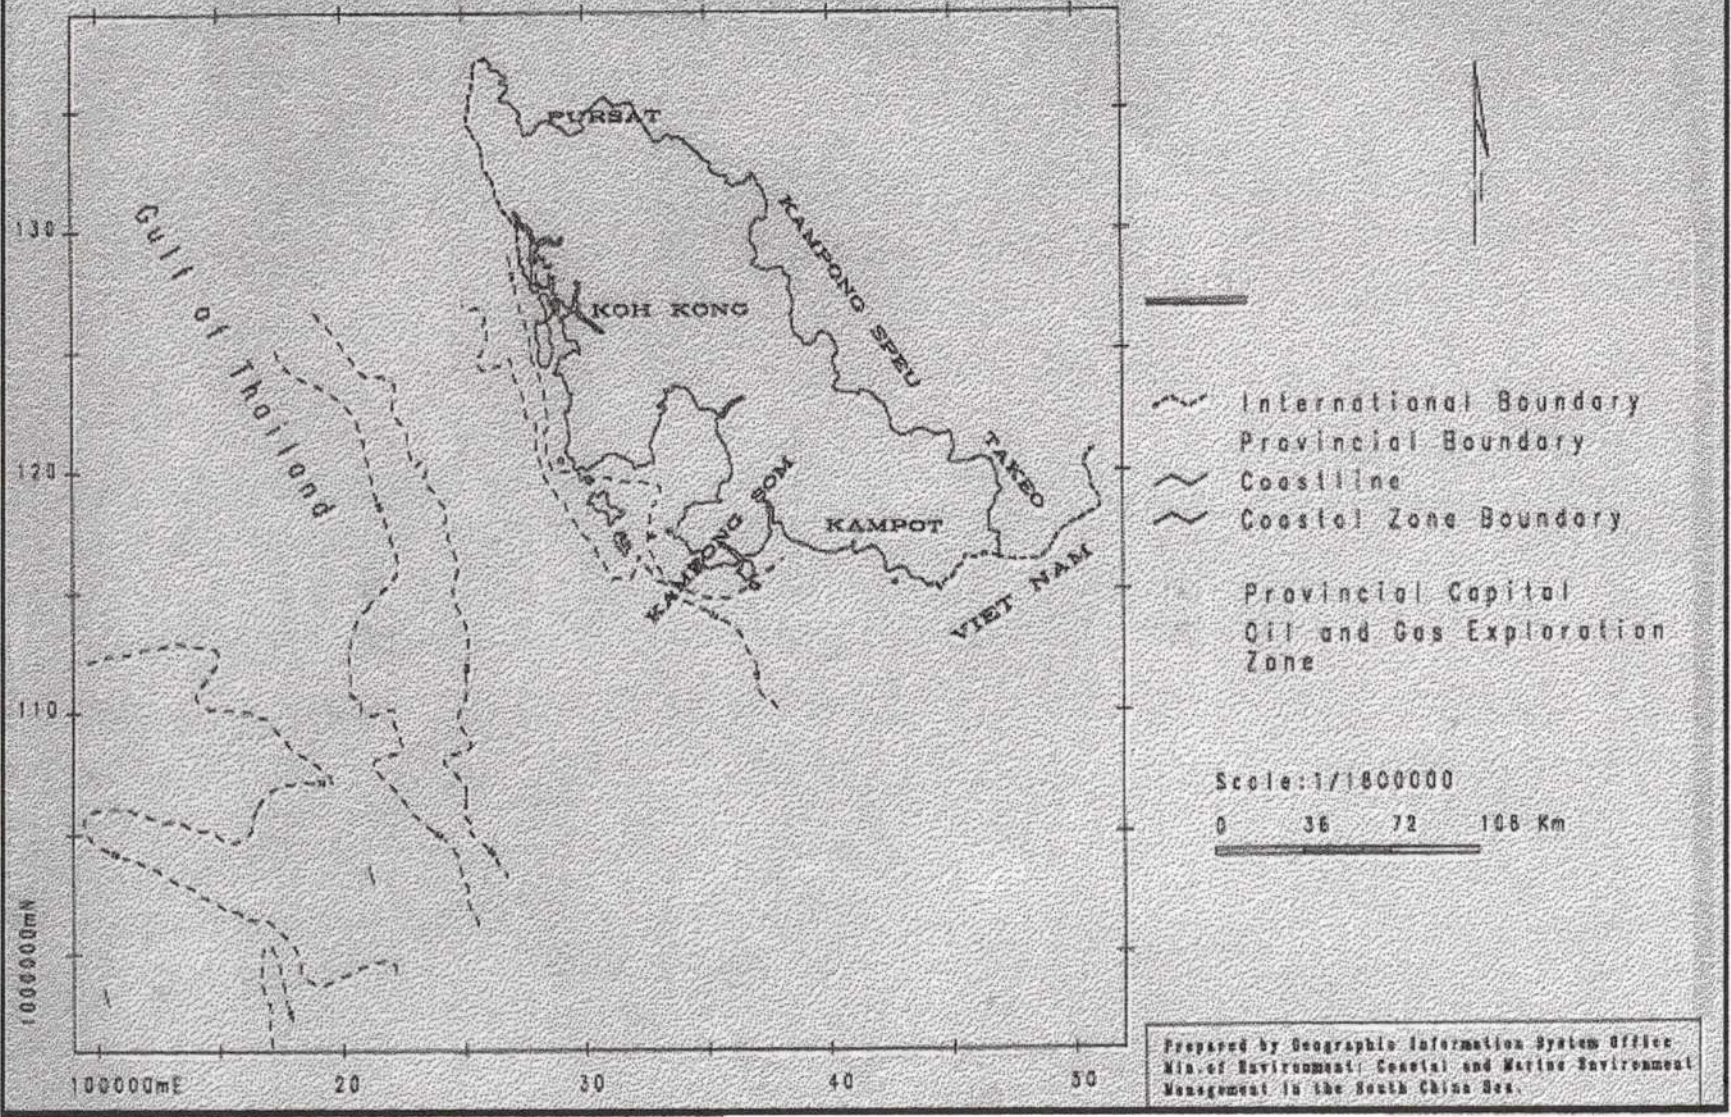 PURSAT
130
Gulf of Thailand
KAMPONG SPEU
KOH KONG
International Boundary
Provincial Boundary
TAKEO
120
Coastline
KAMPONG SOM
KAMPOT
Coastal Zone Boundary
VIET NAM
Provincial Capital
Oil and Gas Exploration
Zone
110
Scale:1/1800000
0 36 72 108 Km
1000000mN
Prepared by Geographic Information System Office
Min.of Environment: Coastal and Marine Environment
Management in the South China Sea.
100000mE 20 30 40 50